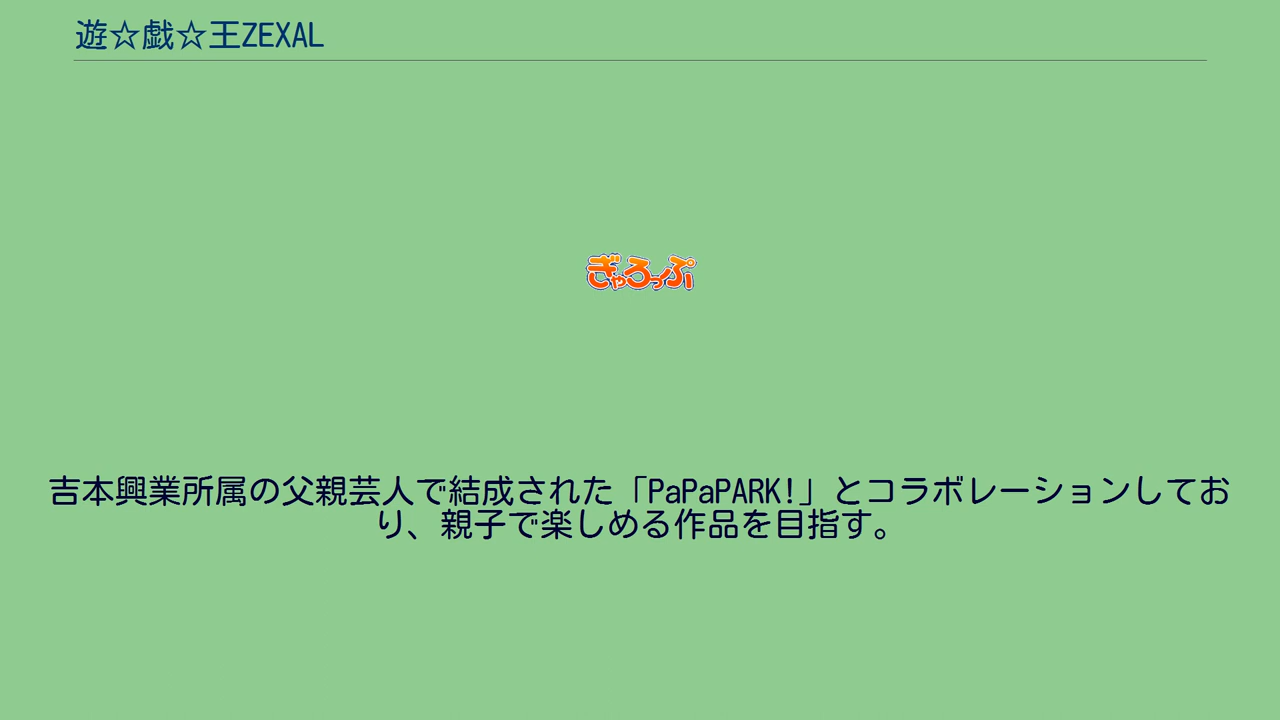 遊☆戯☆王ZEXAL
ぎゃろっぷ
吉本興業所属の父親芸人で結成された「PaPaPARK!」とコラボレーションしてお
り、親子で楽しめる作品を目指す。